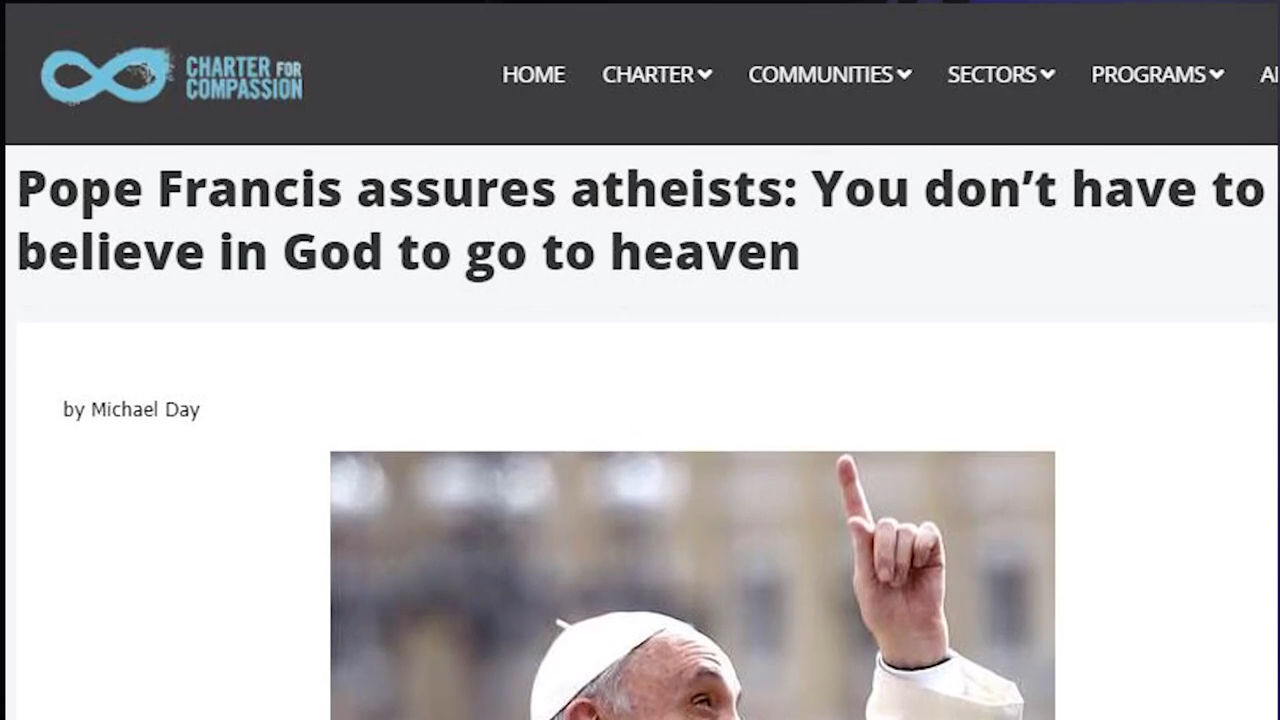 CHARTER FOR
COMPASSION
HOME CHARTER COMMUNITIES SECTORS PROGRAMS
Pope Francis assures atheists: You don’t have to
believe in God to go to heaven
by Michael Day